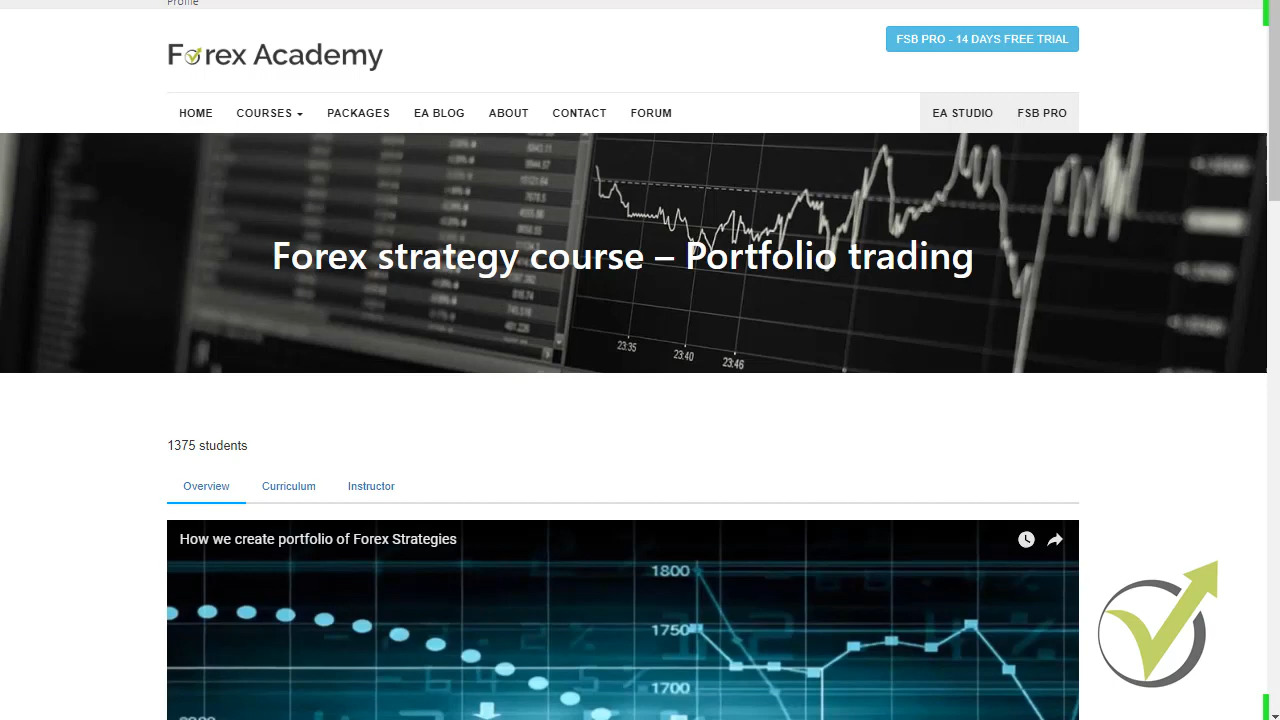 Profile
Forex Academy
FSB PRO - 14 DAYS FREE TRIAL
HOME COURSES PACKAGES EA BLOG ABOUT CONTACT FORUM EA STUDIO FSB PRO
Forex strategy course – Portfolio trading
23:35 23:40 23:46
1375 students
Overview Curriculum Instructor
How we create portfolio of Forex Strategies
1800
1750
1700